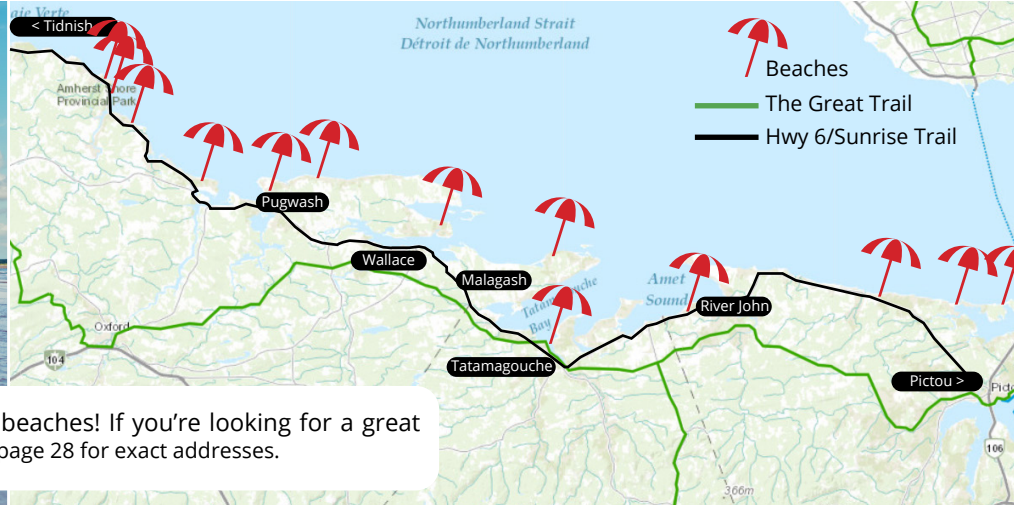 aie Verte
< Tidnish
Northumberland Strait
Détroit de Northumberland
Beaches
The Great Trail
Hwy 6/Sunrise Trail
Amherst Shore
Provincial Park
Pugwash
Wallace
Malagash
Amet
Sound
River John
Bay
Oxford
104
Tatamagouche
Pictou >
106
366m
beaches! If you’re looking for a great
page 28 for exact addresses.